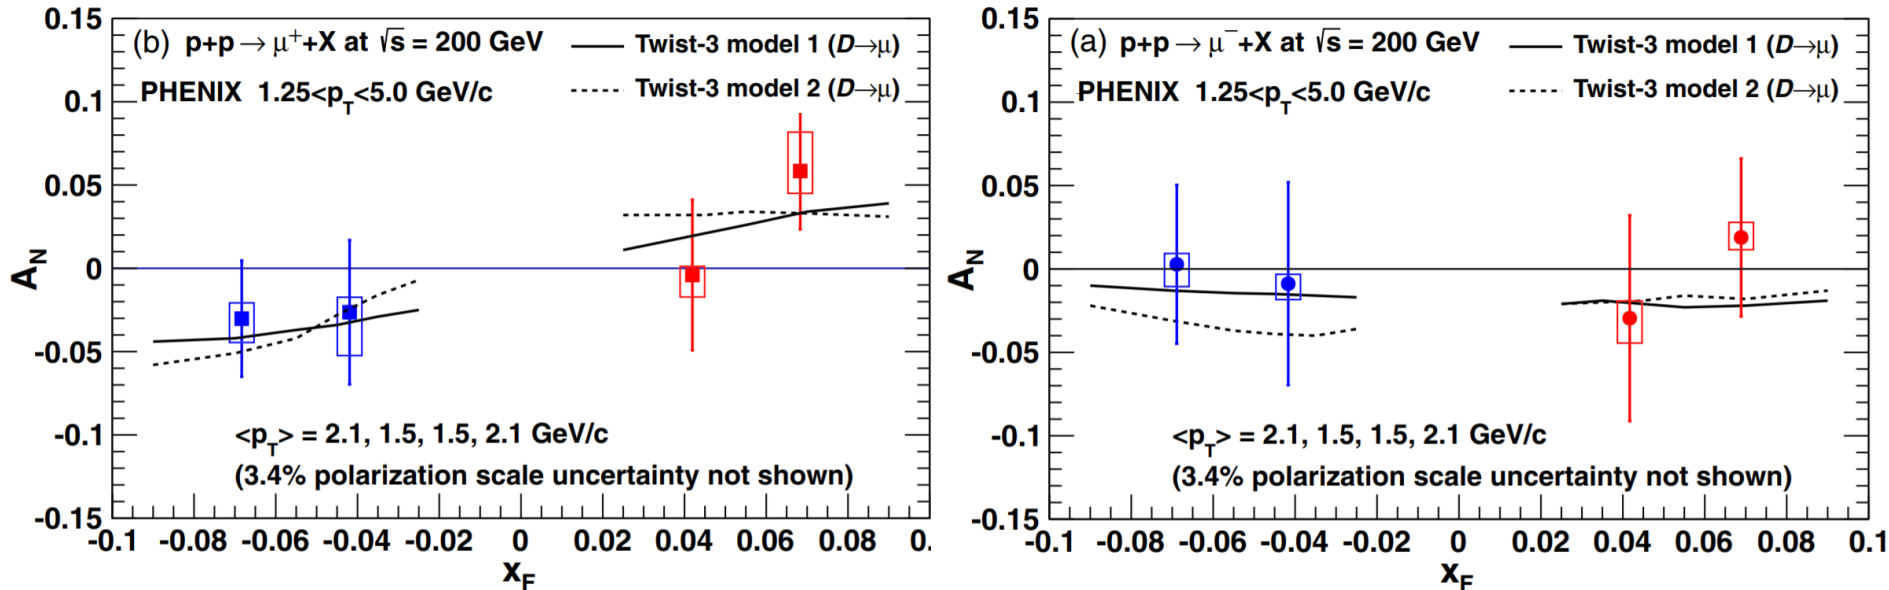 (b) p+p → μ⁺+X at √s = 200 GeV
Twist-3 model 1 (D→μ)
PHENIX 1.25<p_T<5.0 GeV/c
Twist-3 model 2 (D→μ)
0.15
0.1
0.05
0
-0.05
-0.1
-0.15
A_N
<p_T> = 2.1, 1.5, 1.5, 2.1 GeV/c
(3.4% polarization scale uncertainty not shown)
-0.1 -0.08 -0.06 -0.04 -0.02 0 0.02 0.04 0.06 0.08 0.
x_F
(a) p+p → μ⁻+X at √s = 200 GeV
Twist-3 model 1 (D→μ)
PHENIX 1.25<p_T<5.0 GeV/c
Twist-3 model 2 (D→μ)
0.15
0.1
0.05
0
-0.05
-0.1
-0.15
A_N
<p_T> = 2.1, 1.5, 1.5, 2.1 GeV/c
(3.4% polarization scale uncertainty not shown)
-0.1 -0.08 -0.06 -0.04 -0.02 0 0.02 0.04 0.06 0.08 0.1
x_F